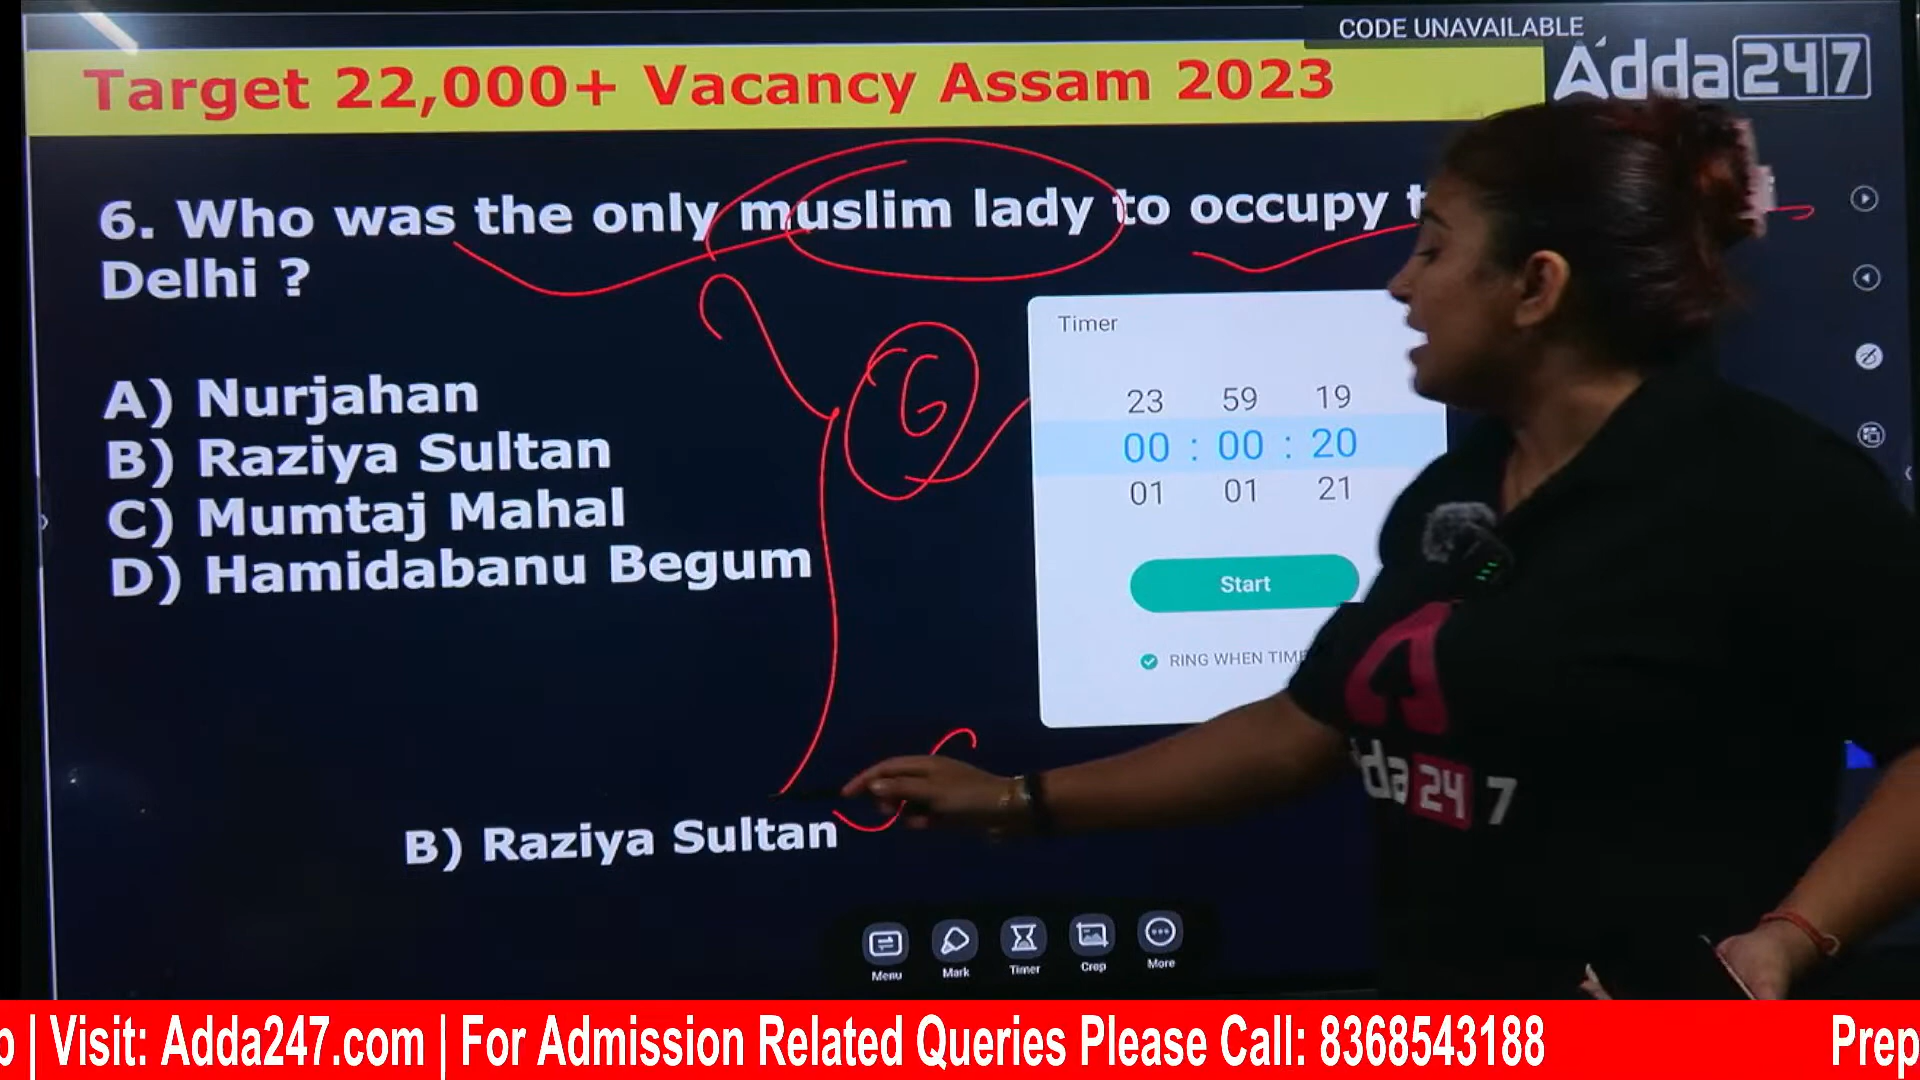 CODE UNAVAILABLE
Adda247
Target 22,000+ Vacancy Assam 2023
6. Who was the only muslim lady to occupy
Delhi ?
A) Nurjahan
B) Raziya Sultan
C) Mumtaj Mahal
D) Hamidabanu Begum
G
Timer
23 59 19
00 : 00 : 20
01 01 21
Start
RING WHEN
B) Raziya Sultan
24 7
Menu Mark Timer Crop More
| Visit: Adda247.com | For Admission Related Queries Please Call: 8368543188 Prep